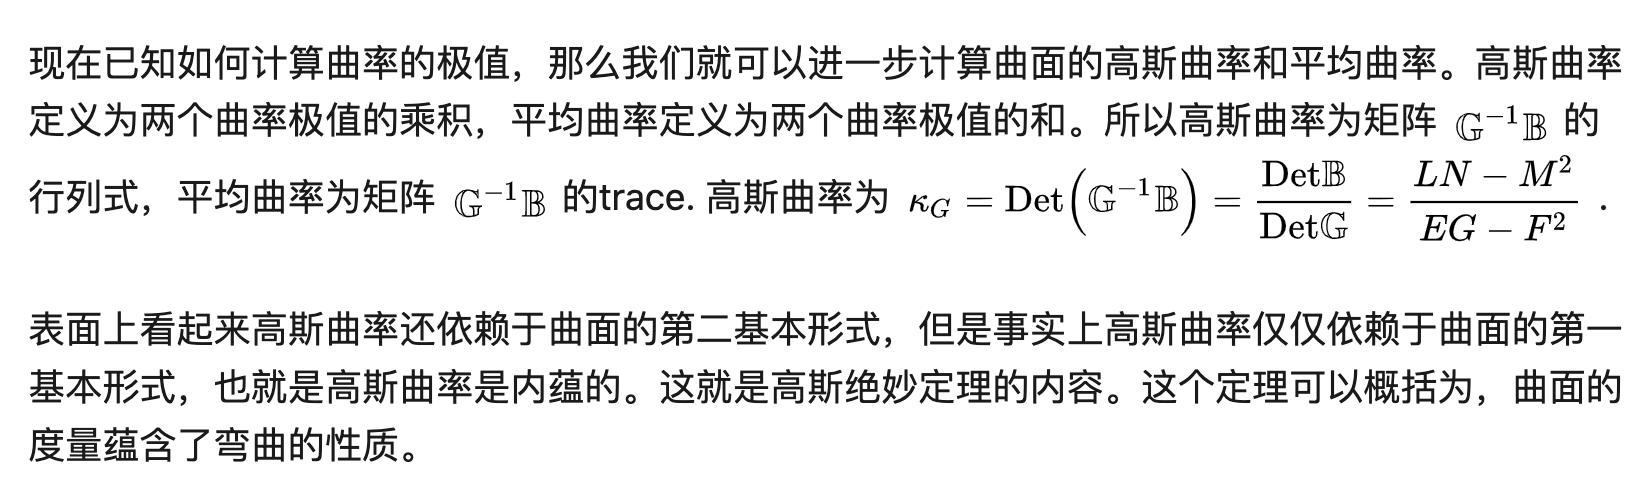 现在已知如何计算曲率的极值，那么我们就可以进一步计算曲面的高斯曲率和平均曲率。高斯曲率
定义为两个曲率极值的乘积，平均曲率定义为两个曲率极值的和。所以高斯曲率为矩阵 $\mathbb{G}^{-1}\mathbb{B}$ 的
行列式，平均曲率为矩阵 $\mathbb{G}^{-1}\mathbb{B}$ 的trace. 高斯曲率为 $\kappa_G = \mathrm{Det}\left(\mathbb{G}^{-1}\mathbb{B}\right) = \frac{\mathrm{Det}\mathbb{B}}{\mathrm{Det}\mathbb{G}} = \frac{LN - M^2}{EG - F^2}$ .
表面上看起来高斯曲率还依赖于曲面的第二基本形式，但是事实上高斯曲率仅仅依赖于曲面的第一
基本形式，也就是高斯曲率是内蕴的。这就是高斯绝妙定理的内容。这个定理可以概括为，曲面的
度量蕴含了弯曲的性质。